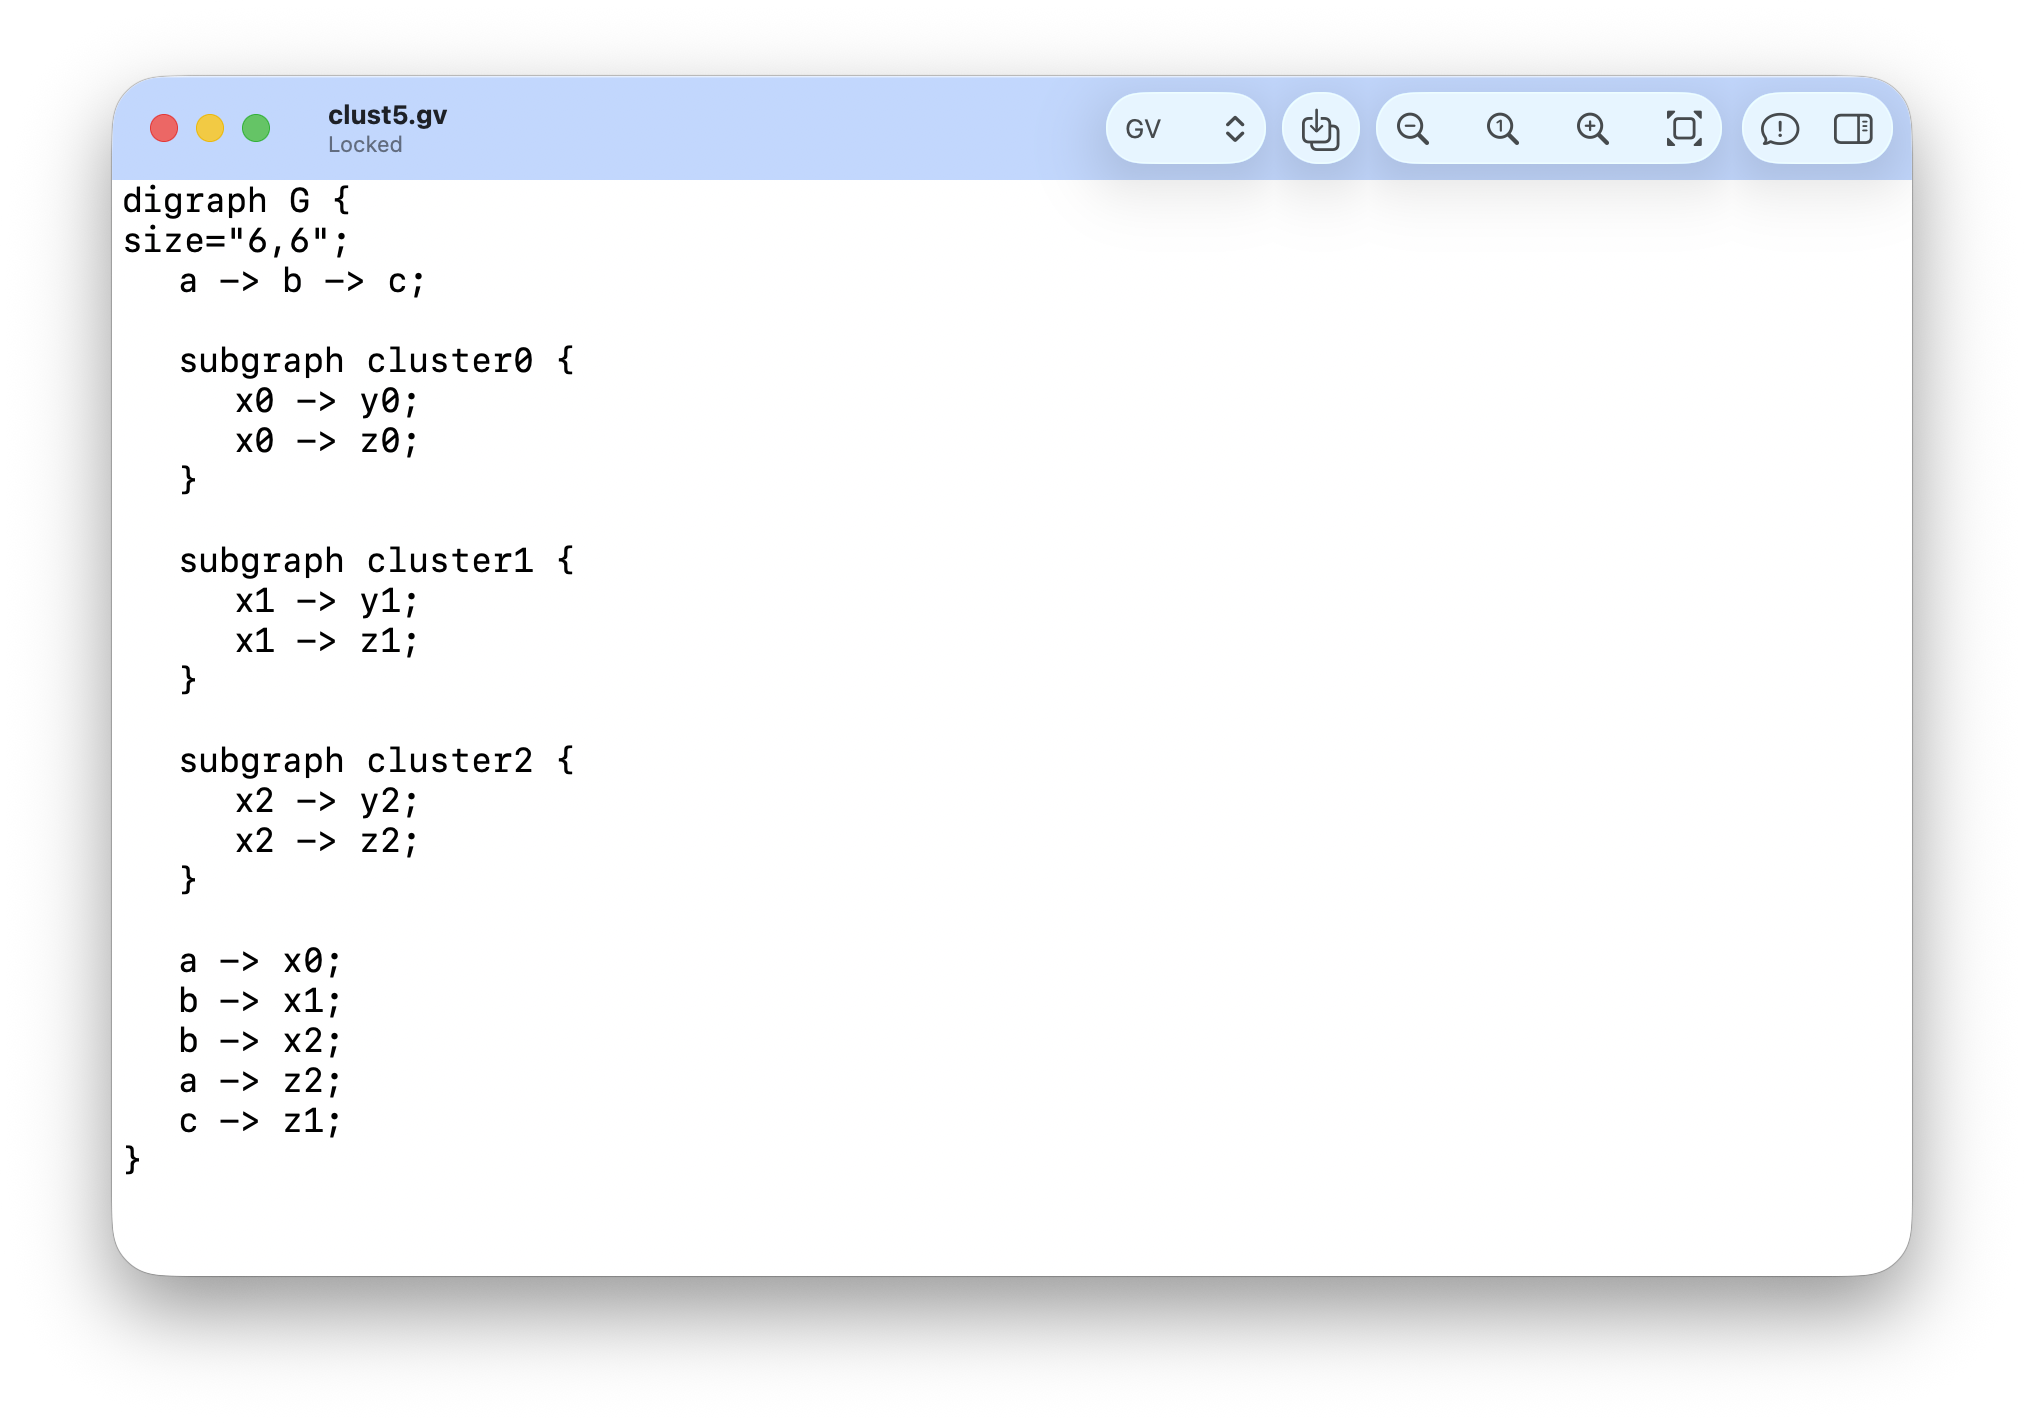 clust5.gv
Locked
GV
digraph G {
size="6,6";
   a -> b -> c;

   subgraph cluster0 {
      x0 -> y0;
      x0 -> z0;
   }

   subgraph cluster1 {
      x1 -> y1;
      x1 -> z1;
   }

   subgraph cluster2 {
      x2 -> y2;
      x2 -> z2;
   }

   a -> x0;
   b -> x1;
   b -> x2;
   a -> z2;
   c -> z1;
}